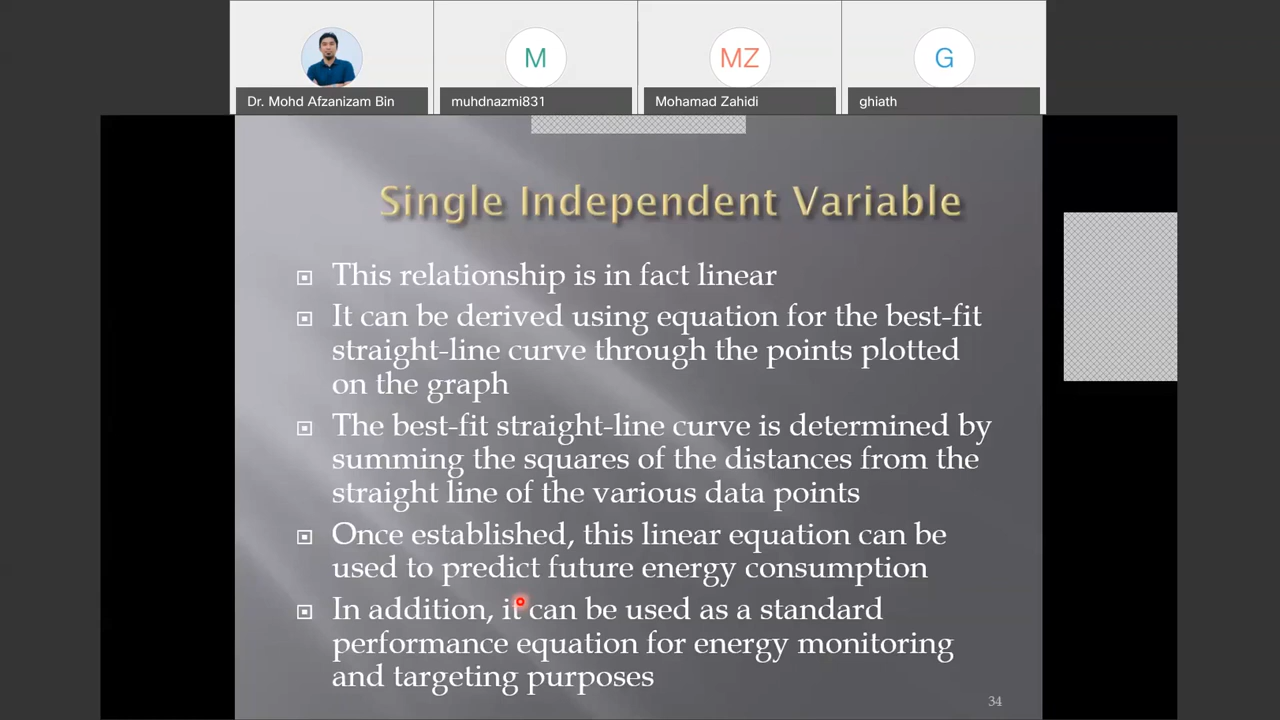 M
MZ
G
Dr. Mohd Afzanizam Bin
muhdnazmi831
Mohamad Zahidi
ghiath
Single Independent Variable
This relationship is in fact linear
It can be derived using equation for the best-fit
straight-line curve through the points plotted
on the graph
The best-fit straight-line curve is determined by
summing the squares of the distances from the
straight line of the various data points
Once established, this linear equation can be
used to predict future energy consumption
In addition, it can be used as a standard
performance equation for energy monitoring
and targeting purposes
34